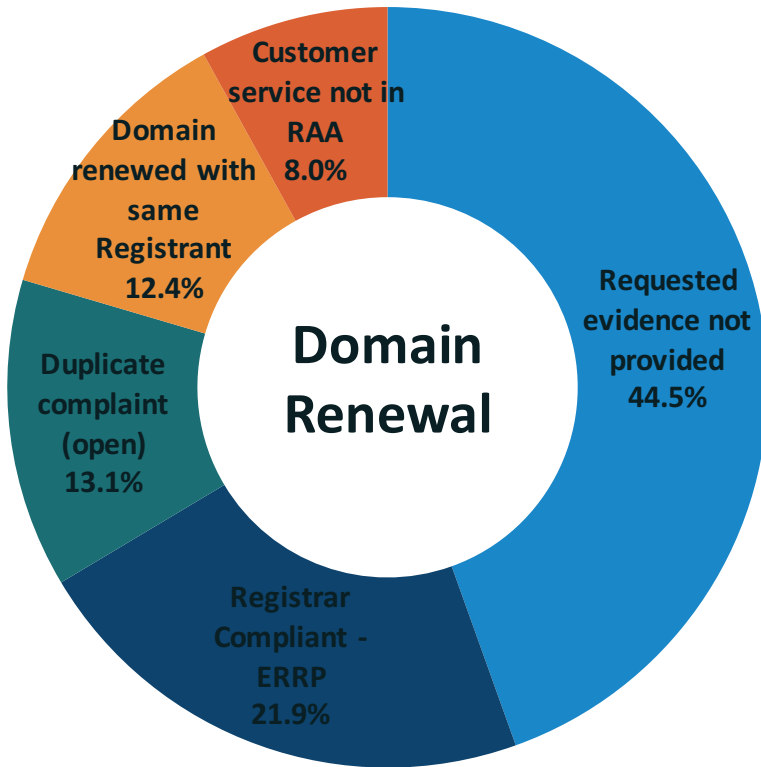 Customer
service not in
RAA
8.0%
Domain
renewed with
same
Registrant
12.4%
Requested
evidence not
provided
44.5%
Domain
Renewal
Duplicate
complaint
(open)
13.1%
Registrar
Compliant -
ERRP
21.9%